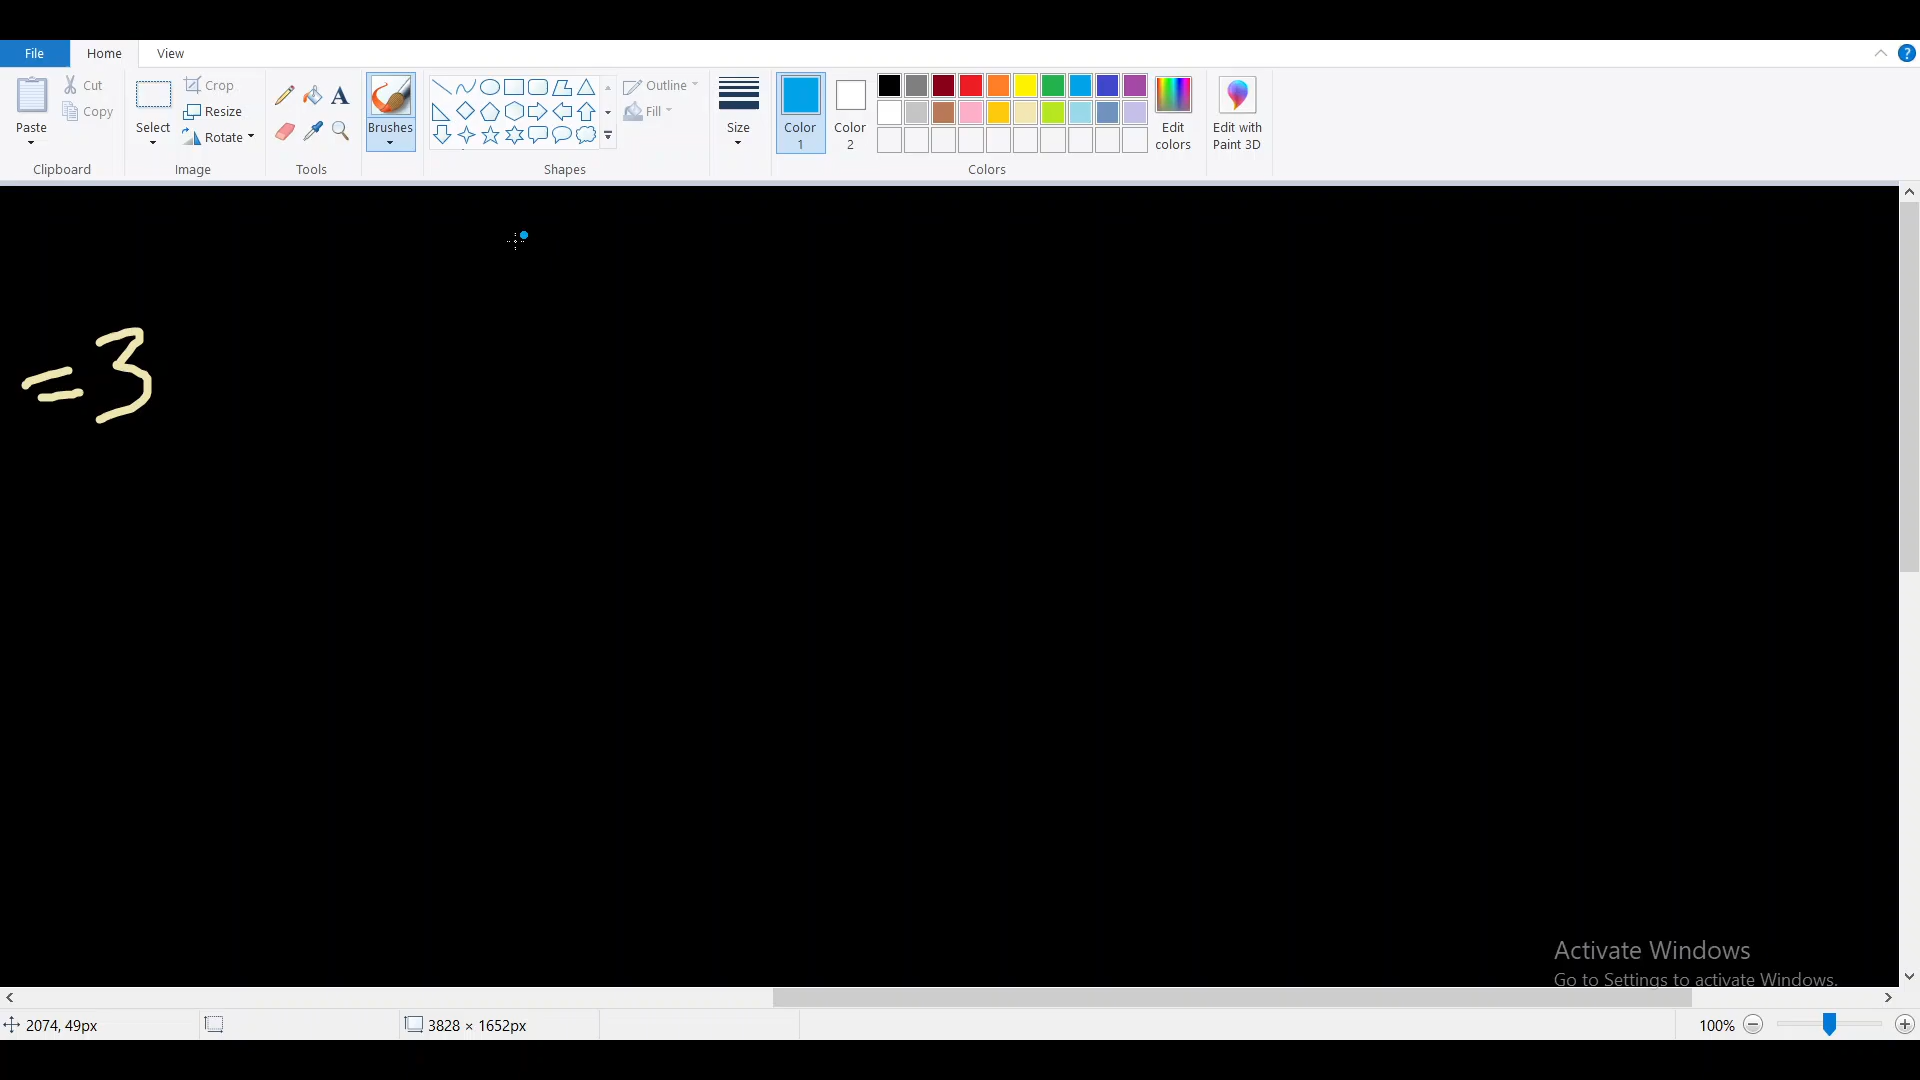 File Home View
Paste Cut Copy Select Crop Resize Rotate Brushes Outline Fill Size Color 1 Color 2 Edit colors Edit with Paint 3D
Clipboard Image Tools Shapes Colors
=3
Activate Windows
Go to Settings to activate Windows.
2074, 49px 3828 × 1652px 100%